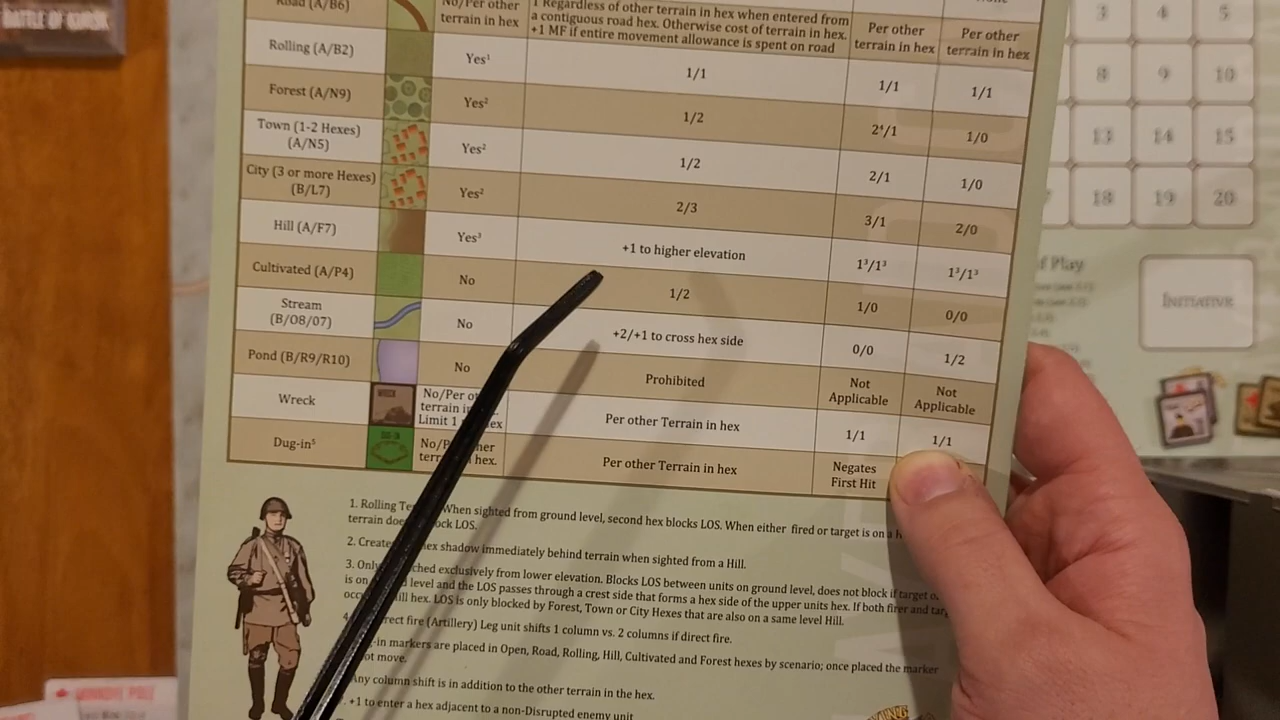 BATTLE OF KURSK
Road (A/B6)
No/Per other
terrain in hex
1 Regardless of other terrain in hex when entered from
a contiguous road hex. Otherwise cost of terrain in hex.
+1 MF if entire movement allowance is spent on road
Per other
terrain in hex
Per other
terrain in hex
Rolling (A/B2)
Yes¹
1/1
1/1
1/1
Forest (A/N9)
Yes²
1/2
2⁴/1
1/0
Town (1-2 Hexes)
(A/N5)
Yes²
1/2
2/1
1/0
City (3 or more Hexes)
(B/L7)
Yes²
2/3
3/1
2/0
Hill (A/F7)
Yes³
+1 to higher elevation
1³/1³
1³/1³
Cultivated (A/P4)
No
1/2
1/0
0/0
Stream
(B/O8/O7)
No
+2/+1 to cross hex side
0/0
1/2
Pond (B/R9/R10)
No
Prohibited
Not
Applicable
Not
Applicable
Wreck
WRECK
No/Per
terrain
Limit 1
Per other Terrain in hex
1/1
1/1
Dug-in⁵
DUG-IN
hex.
Per other Terrain in hex
Negates
First Hit
1. Rolling When sighted from ground level, second hex blocks LOS. When either fired or target is on a
terrain LOS.
2. hex shadow immediately behind terrain when sighted from a Hill.
3. exclusively from lower elevation. Blocks LOS between units on ground level, does not block if target
is on level and the LOS passes through a crest side that forms a hex side of the upper units hex. If both firer and
hex. LOS is only blocked by Forest, Town or City Hexes that are also on a same level Hill.
fire (Artillery) Leg unit shifts 1 column vs. 2 columns if direct fire.
markers are placed in Open, Road, Rolling, Hill, Cultivated and Forest hexes by scenario; once placed the marker
move.
Any column shift is in addition to the other terrain in the hex.
+1 to enter a hex adjacent to a non-Disrupted enemy unit
3 4 5
8 9 10
13 14 15
18 19 20
of Play
INITIATIVE